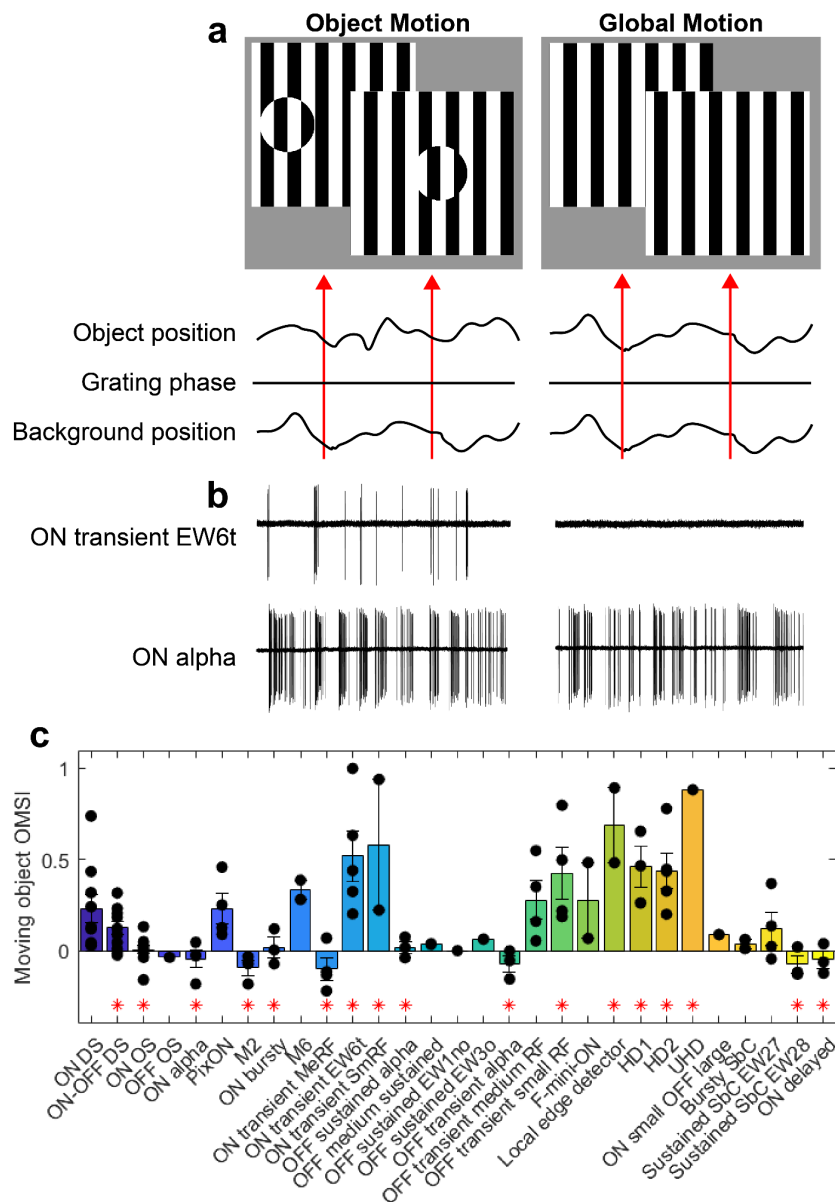 a
Object Motion
Global Motion
Object position
Grating phase
Background position
b
ON transient EW6t
ON alpha
c
Moving object OMSI
1
0.5
0
* * * * * * * * * * * * * * * * *
ON DS
ON-OFF DS
ON OS
OFF OS
ON alpha
PixON
M2
ON bursty
M6
ON transient MeRF
ON transient EW6t
ON transient SmRF
OFF sustained alpha
OFF medium sustained
OFF sustained EW1no
OFF sustained EW3o
OFF transient alpha
OFF transient medium RF
OFF transient small RF
F-mini-ON
Local edge detector
HD1
HD2
UHD
ON small OFF large
Bursty SbC
Sustained SbC EW27
Sustained SbC EW28
ON delayed